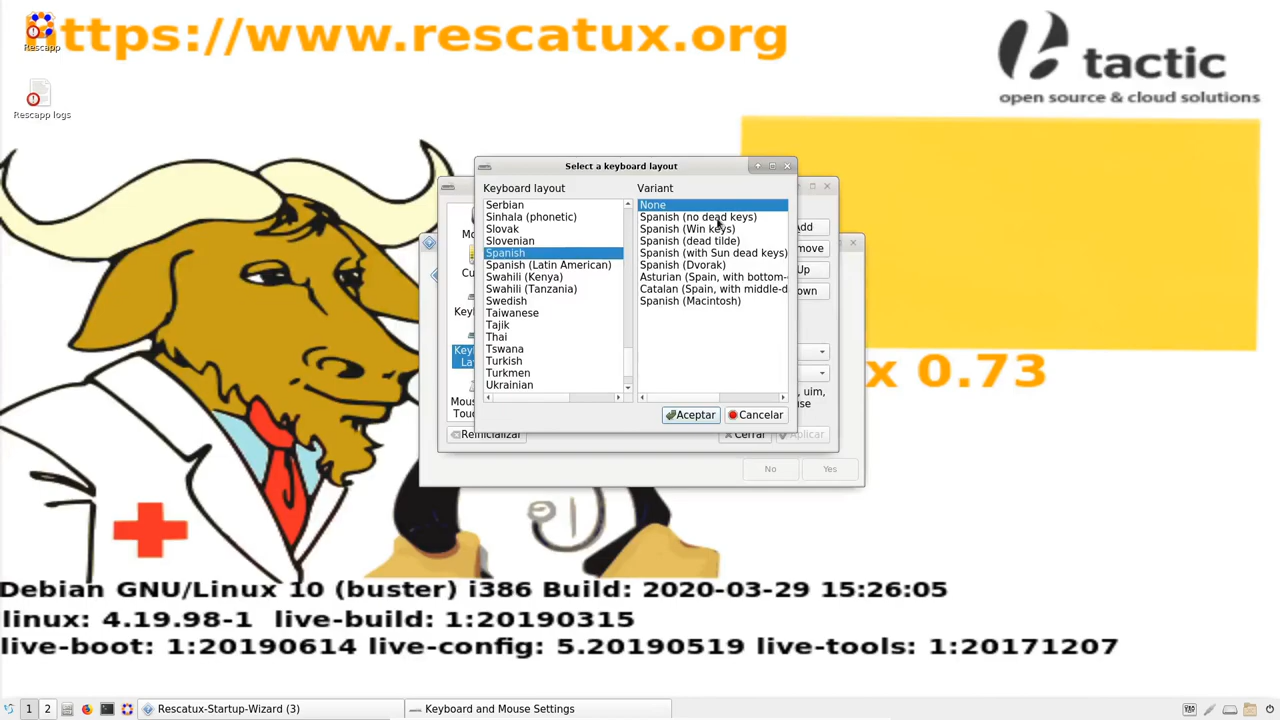 https://www.rescatux.org
tactic
open source & cloud solutions
Rescapp
Rescapp logs
Select a keyboard layout
Keyboard layout
Variant
Serbian
Sinhala (phonetic)
Slovak
Slovenian
Spanish
Spanish (Latin American)
Swahili (Kenya)
Swahili (Tanzania)
Swedish
Taiwanese
Tajik
Thai
Tswana
Turkish
Turkmen
Ukrainian
None
Spanish (no dead keys)
Spanish (Win keys)
Spanish (dead tilde)
Spanish (with Sun dead keys)
Spanish (Dvorak)
Asturian (Spain, with bottom-
Catalan (Spain, with middle-d
Spanish (Macintosh)
Aceptar
Cancelar
Reinicializar
Cerrar
Aplicar
No
Yes
x 0.73
Debian GNU/Linux 10 (buster) i386 Build: 2020-03-29 15:26:05
linux: 4.19.98-1 live-build: 1:20190315
live-boot: 1:20190614 live-config: 5.20190519 live-tools: 1:20171207
1
2
Rescatux-Startup-Wizard (3)
Keyboard and Mouse Settings